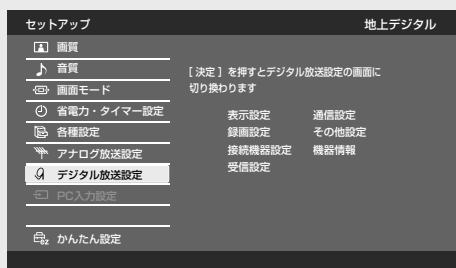 セットアップ 地上デジタル
画質
音質
画面モード
省電力・タイマー設定
各種設定
アナログ放送設定
デジタル放送設定
PC入力設定
かんたん設定
[ 決定 ] を押すとデジタル放送設定の画面に
切り換わります
表示設定 通信設定
録画設定 その他設定
接続機器設定 機器情報
受信設定